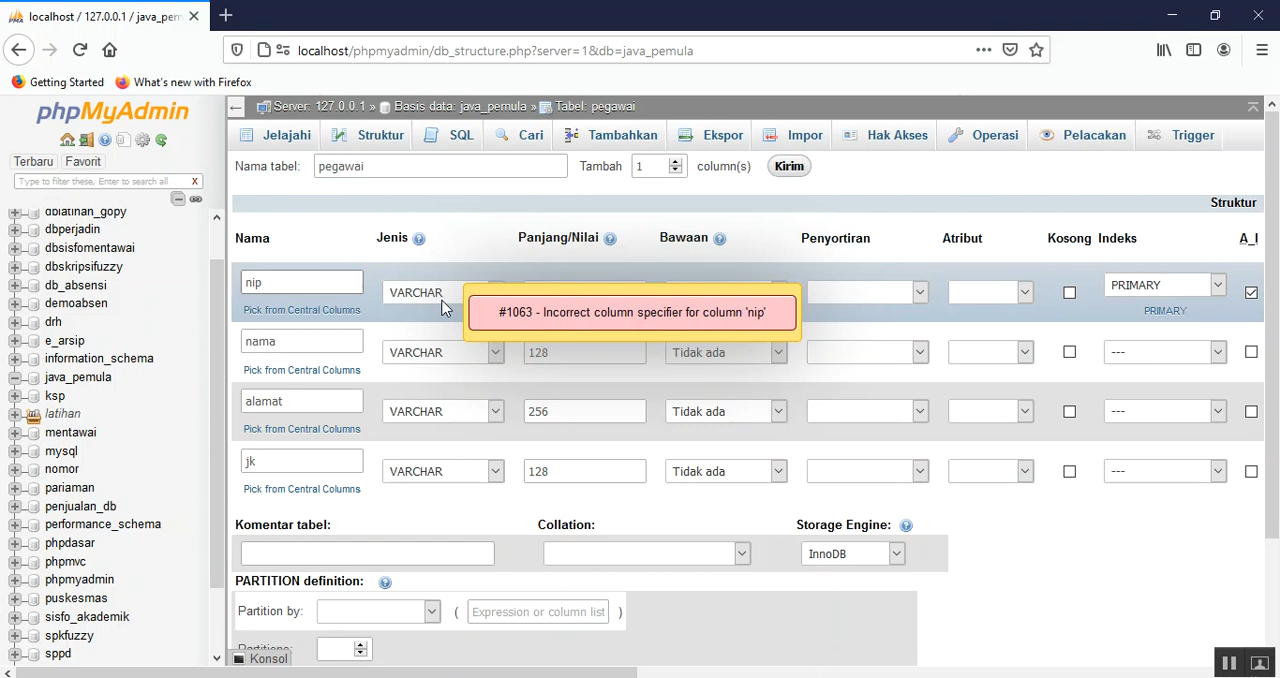 localhost / 127.0.0.1 / java_pem
localhost/phpmyadmin/db_structure.php?server=1&db=java_pemula
Getting Started What's new with Firefox
phpMyAdmin
Terbaru Favorit
Type to filter these, Enter to search all X
dblatihan_gopy
dbperjadin
dbsisfomentawai
dbskripsifuzzy
db_absensi
demoabsen
drh
e_arsip
information_schema
java_pemula
ksp
latihan
mentawai
mysql
nomor
pariaman
penjualan_db
performance_schema
phpdasar
phpmvc
phpmyadmin
puskesmas
sisfo_akademik
spkfuzzy
sppd
Server: 127.0.0.1 » Basis data: java_pemula » Tabel: pegawai
Jelajahi Struktur SQL Cari Tambahkan Ekspor Impor Hak Akses Operasi Pelacakan Trigger
Nama tabel: pegawai Tambah 1 column(s) Kirim
Struktur
Nama Jenis Panjang/Nilai Bawaan Penyortiran Atribut Kosong Indeks A_I
nip VARCHAR PRIMARY
Pick from Central Columns PRIMARY
#1063 - Incorrect column specifier for column 'nip'
nama VARCHAR 128 Tidak ada ---
Pick from Central Columns
alamat VARCHAR 256 Tidak ada ---
Pick from Central Columns
jk VARCHAR 128 Tidak ada ---
Pick from Central Columns
Komentar tabel: Collation: Storage Engine:
InnoDB
PARTITION definition:
Partition by: ( Expression or column list )
Partitions:
Konsol